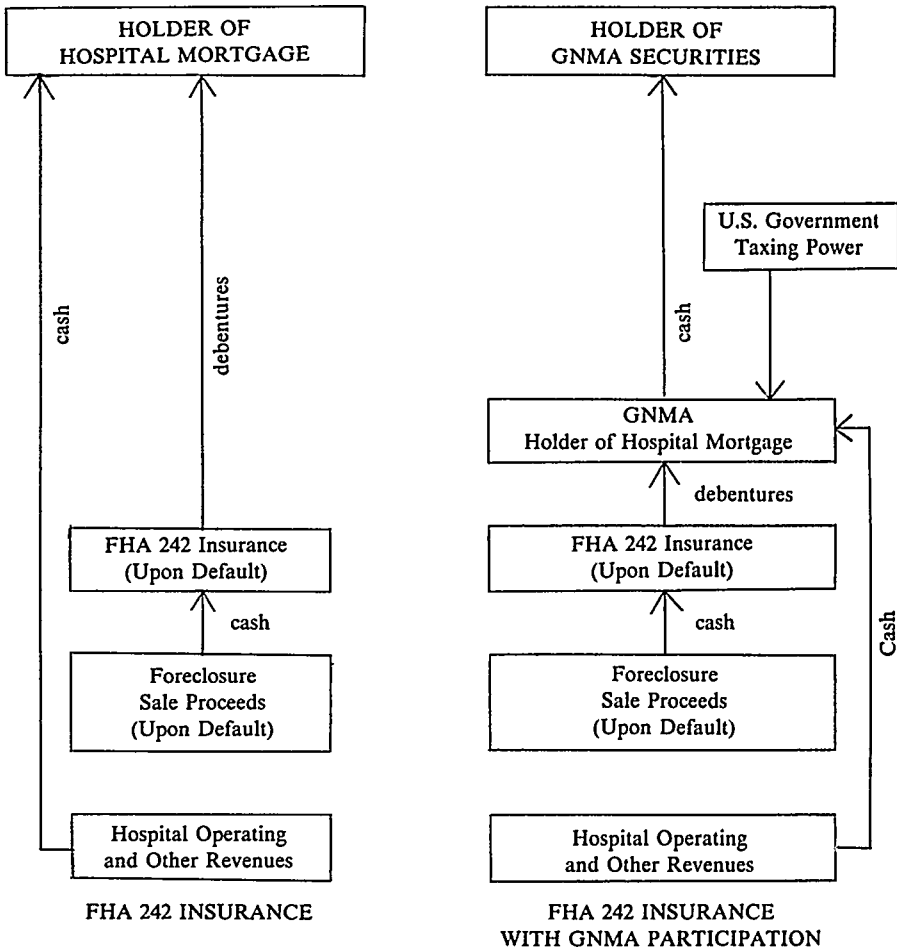 HOLDER OF
HOSPITAL MORTGAGE
cash
debentures
FHA 242 Insurance
(Upon Default)
cash
Foreclosure
Sale Proceeds
(Upon Default)
Hospital Operating
and Other Revenues
FHA 242 INSURANCE
HOLDER OF
GNMA SECURITIES
U.S. Government
Taxing Power
cash
GNMA
Holder of Hospital Mortgage
debentures
FHA 242 Insurance
(Upon Default)
cash
Cash
Foreclosure
Sale Proceeds
(Upon Default)
Hospital Operating
and Other Revenues
FHA 242 INSURANCE
WITH GNMA PARTICIPATION